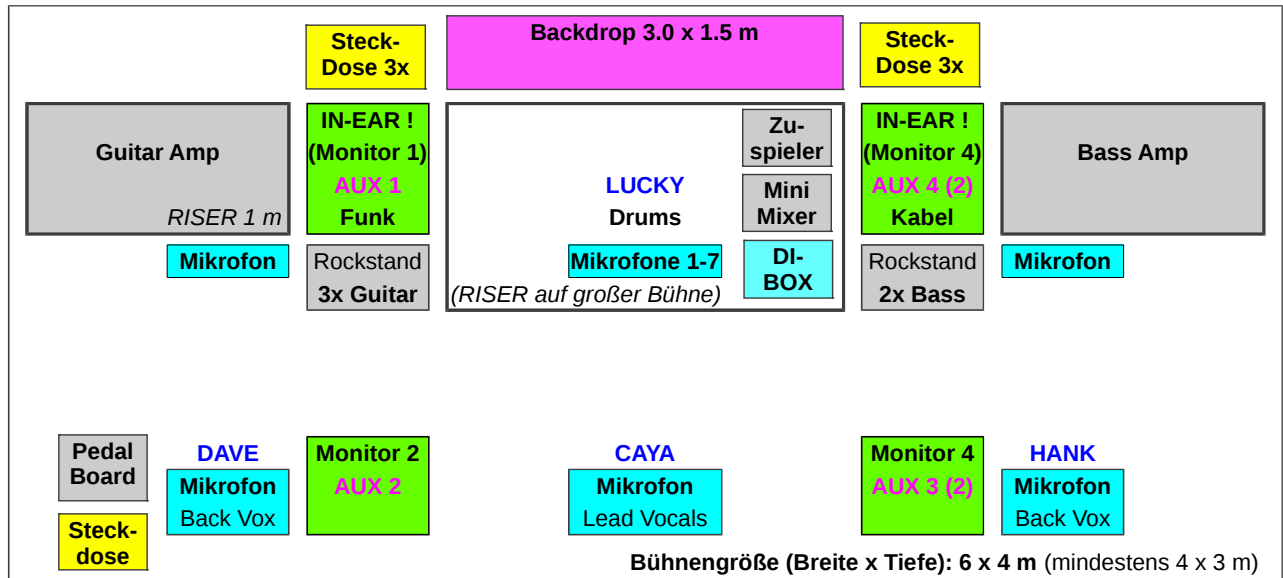 Steck-
Dose 3x
Backdrop 3.0 x 1.5 m
Steck-
Dose 3x
Guitar Amp
RISER 1 m
IN-EAR !
(Monitor 1)
AUX 1
Funk
LUCKY
Drums
Mikrofone 1-7
(RISER auf großer Bühne)
Zu-
spieler
Mini
Mixer
DI-
BOX
IN-EAR !
(Monitor 4)
AUX 4 (2)
Kabel
Bass Amp
Mikrofon
Rockstand
3x Guitar
Rockstand
2x Bass
Mikrofon
Pedal
Board
Steck-
dose
DAVE
Mikrofon
Back Vox
Monitor 2
AUX 2
CAYA
Mikrofon
Lead Vocals
Monitor 4
AUX 3 (2)
HANK
Mikrofon
Back Vox
Bühnengröße (Breite x Tiefe): 6 x 4 m (mindestens 4 x 3 m)